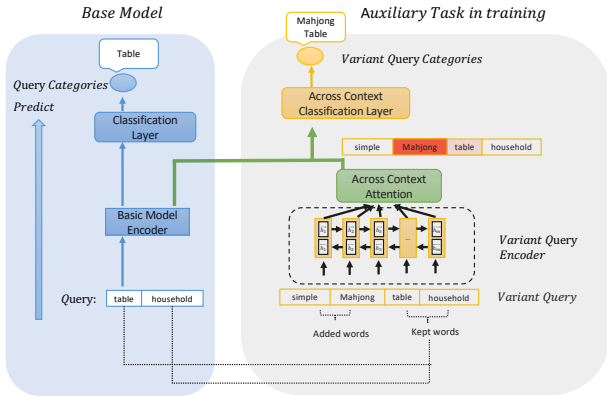 Base Model
Auxiliary Task in training
Table
Mahjong
Table
Query Categories
Variant Query Categories
Predict
Classification
Layer
Across Context
Classification Layer
simple Mahjong table household
Across Context
Attention
Basic Model
Encoder
Variant Query
Encoder
...
Query: table household
simple Mahjong table household
Variant Query
Added words
Kept words